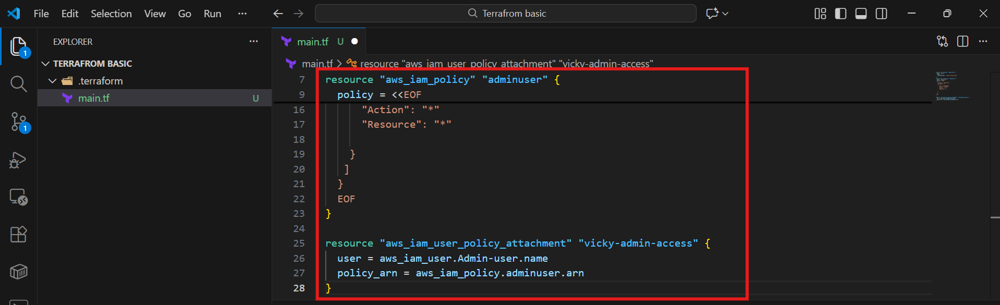 File Edit Selection View Go Run ··· Terrafrom basic
EXPLORER ···
TERRAFROM BASIC
.terraform
main.tf U
1
1
main.tf U
main.tf > resource "aws_iam_user_policy_attachment" "vicky-admin-access"
7 resource "aws_iam_policy" "adminuser" {
9 policy = <<EOF
16 "Action": "*"
17 "Resource": "*"
18
19 }
20 ]
21 }
22 EOF
23 }
24
25 resource "aws_iam_user_policy_attachment" "vicky-admin-access" {
26 user = aws_iam_user.Admin-user.name
27 policy_arn = aws_iam_policy.adminuser.arn
28 }